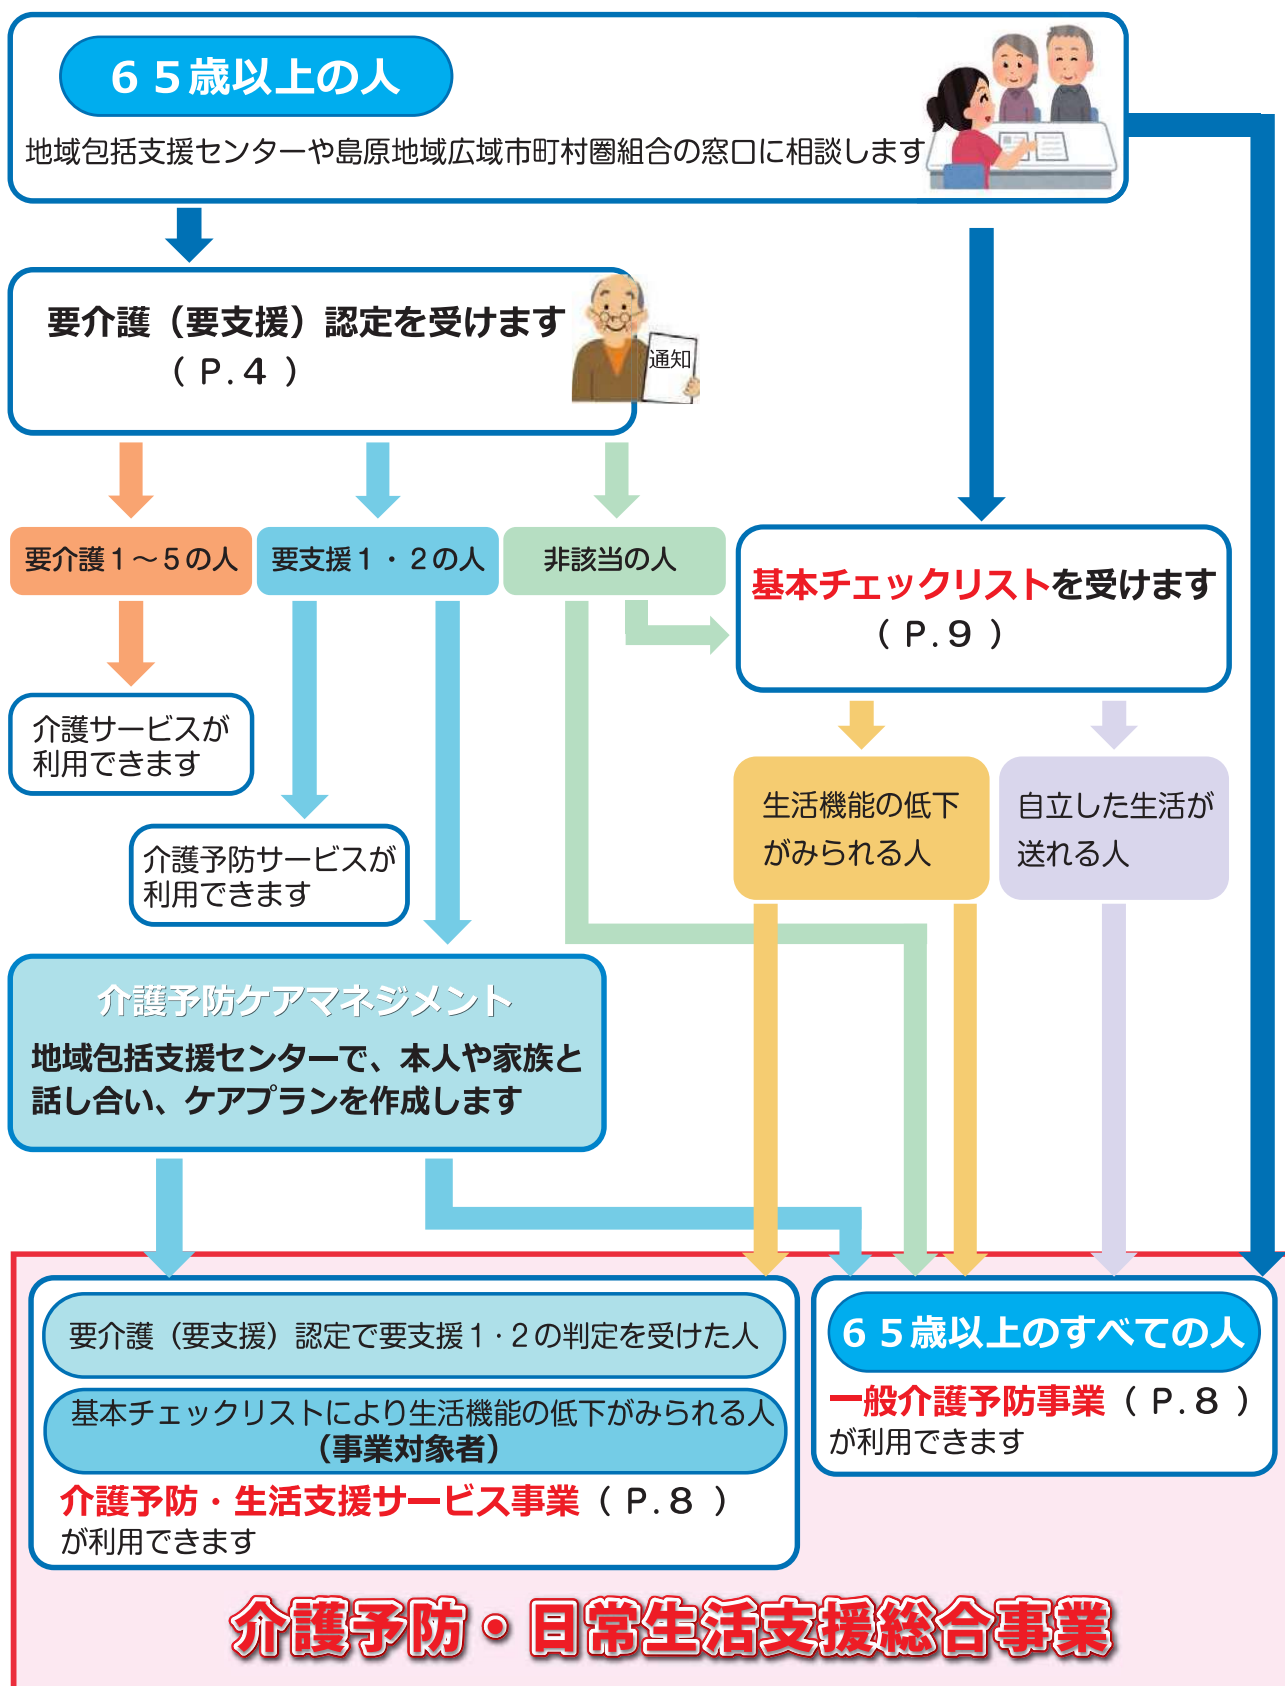 ６５歳以上の人
地域包括支援センターや島原地域広域市町村圏組合の窓口に相談します
要介護（要支援）認定を受けます
（Ｐ.４）
通知
要介護１～５の人
要支援１・２の人
非該当の人
基本チェックリストを受けます
（Ｐ.９）
介護サービスが
利用できます
生活機能の低下
がみられる人
自立した生活が
送れる人
介護予防サービスが
利用できます
介護予防ケアマネジメント
地域包括支援センターで、本人や家族と
話し合い、ケアプランを作成します
要介護（要支援）認定で要支援１・２の判定を受けた人
基本チェックリストにより生活機能の低下がみられる人
（事業対象者）
介護予防・生活支援サービス事業（Ｐ.８）
が利用できます
６５歳以上のすべての人
一般介護予防事業（Ｐ.８）
が利用できます
介護予防・日常生活支援総合事業